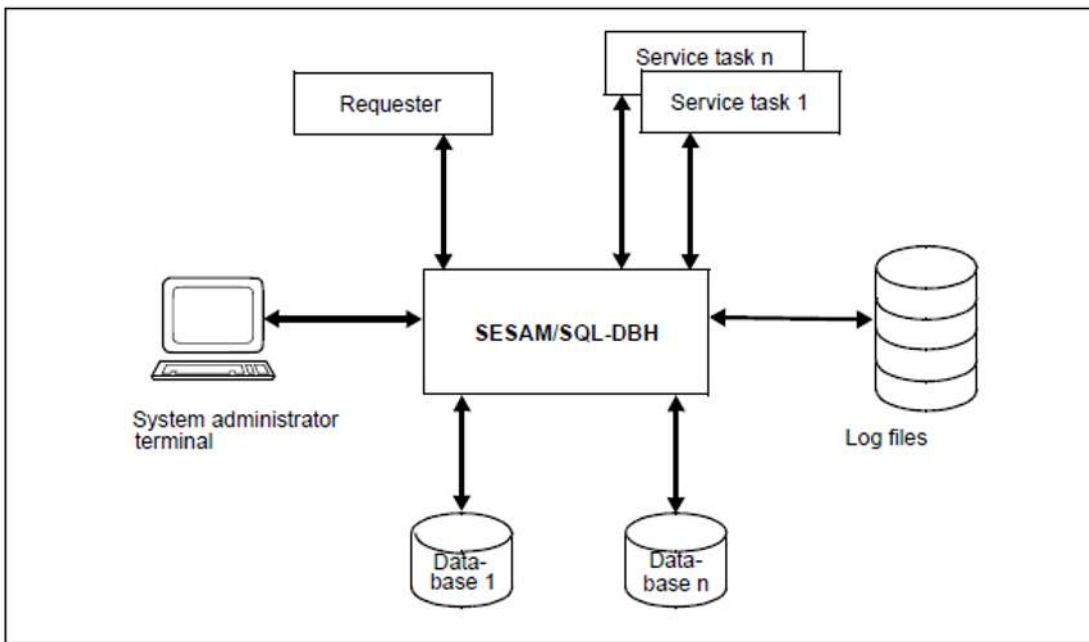 Service task n
Requester
Service task 1
SESAM/SQL-DBH
System administrator
terminal
Log files
Data-
base 1
Data-
base n